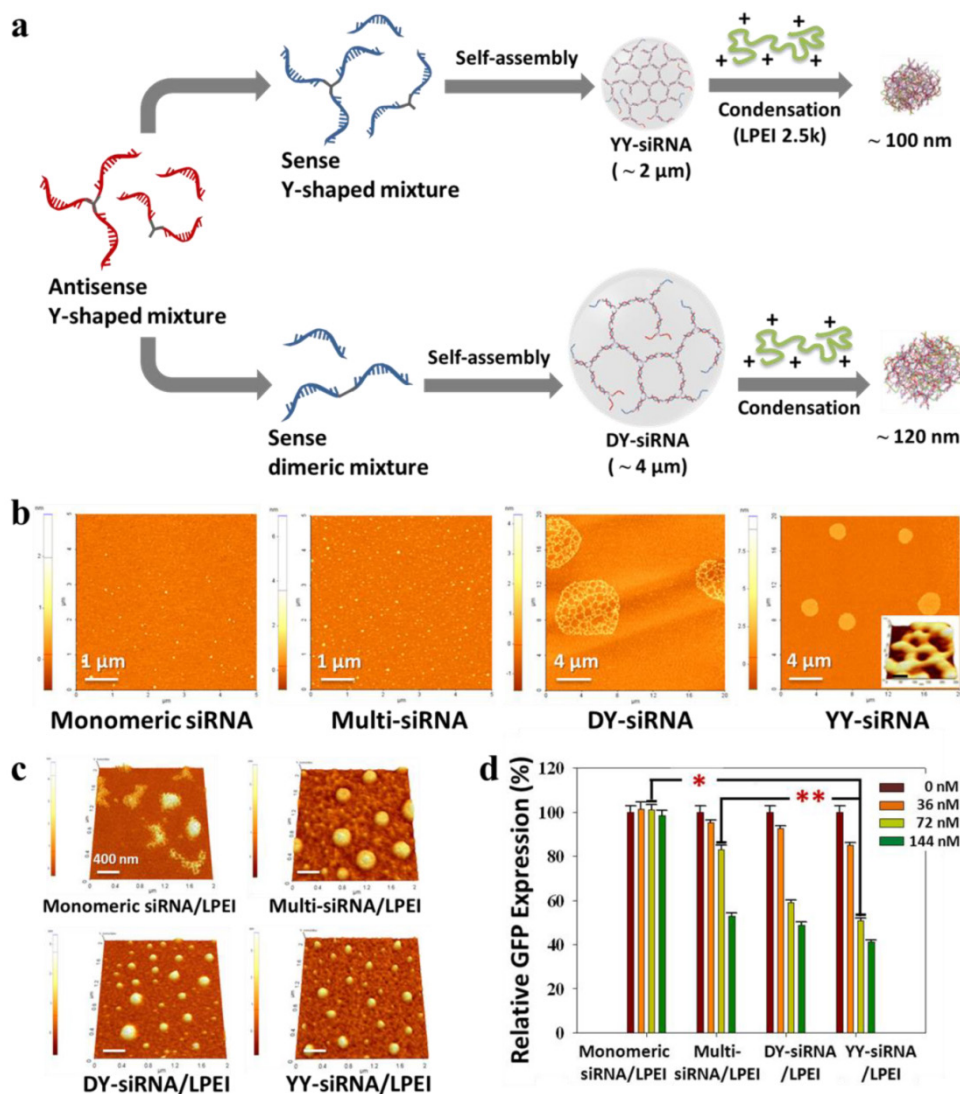 a
Self-assembly
Condensation
(LPEI 2.5k)
YY-siRNA
(~ 2 μm)
~ 100 nm
Sense
Y-shaped mixture
Antisense
Y-shaped mixture
Self-assembly
Condensation
Sense
dimeric mixture
DY-siRNA
(~ 4 μm)
~ 120 nm
b
1 μm
1 μm
4 μm
4 μm
Monomeric siRNA
Multi-siRNA
DY-siRNA
YY-siRNA
c
400 nm
Monomeric siRNA/LPEI
Multi-siRNA/LPEI
DY-siRNA/LPEI
YY-siRNA/LPEI
d
Relative GFP Expression (%)
120
100
80
60
40
20
0
*
**
0 nM
36 nM
72 nM
144 nM
Monomeric
siRNA/LPEI
Multi-
siRNA/LPEI
DY-siRNA
/LPEI
YY-siRNA
/LPEI